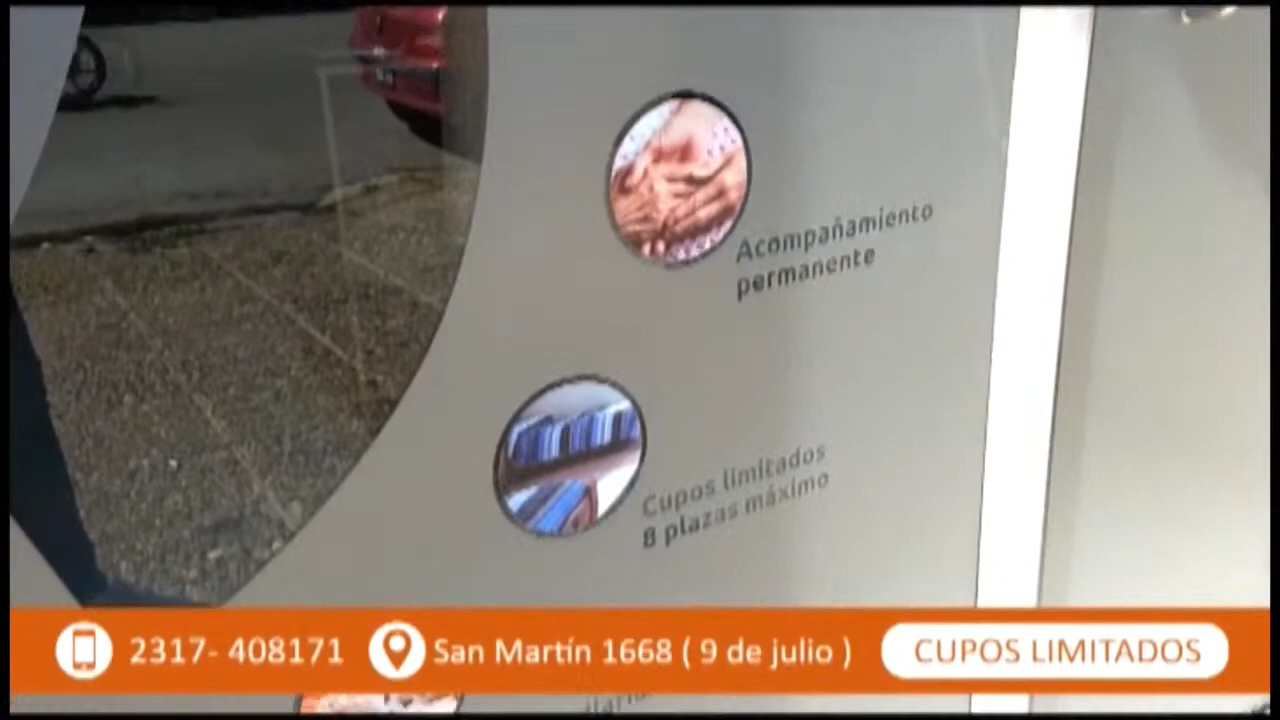 Acompañamiento
permanente
Cupos limitados
8 plazas máximo
2317- 408171
San Martín 1668 ( 9 de julio )
CUPOS LIMITADOS